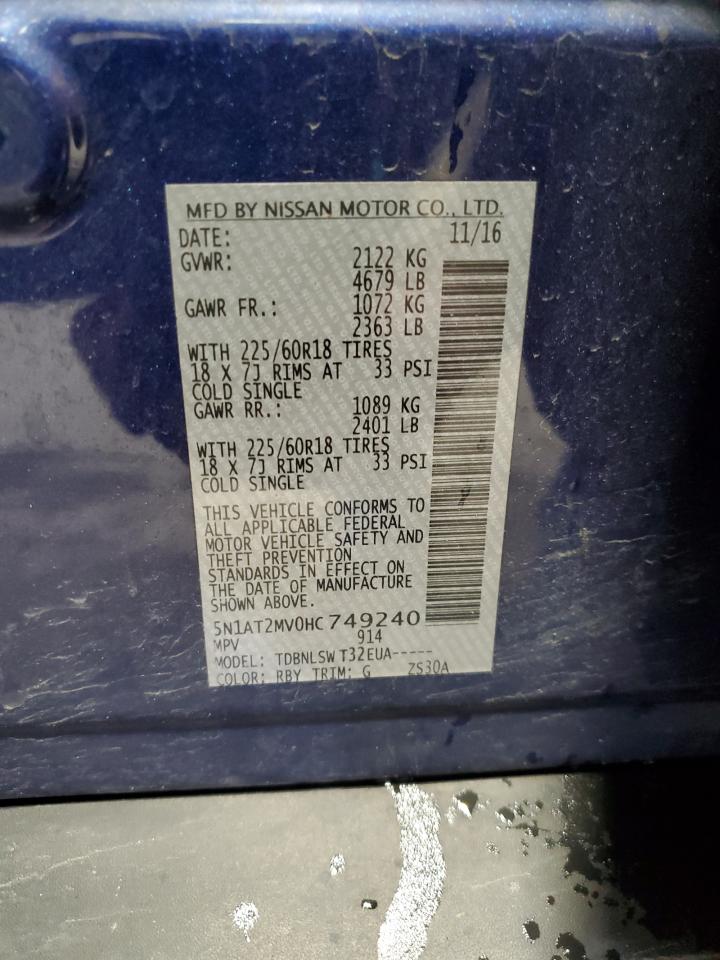 MFD BY NISSAN MOTOR CO., LTD.
DATE: 11/16
GVWR: 2122 KG
4679 LB
GAWR FR.: 1072 KG
2363 LB
WITH 225/60R18 TIRES
18 X 7J RIMS AT 33 PSI
COLD SINGLE
GAWR RR.: 1089 KG
2401 LB
WITH 225/60R18 TIRES
18 X 7J RIMS AT 33 PSI
COLD SINGLE
THIS VEHICLE CONFORMS TO
ALL APPLICABLE FEDERAL
MOTOR VEHICLE SAFETY AND
THEFT PREVENTION
STANDARDS IN EFFECT ON
THE DATE OF MANUFACTURE
SHOWN ABOVE.
5N1AT2MV0HC749240
MPV 914
MODEL: TDBNLSW T32EUA-----
COLOR: RBY TRIM: G ZS30A